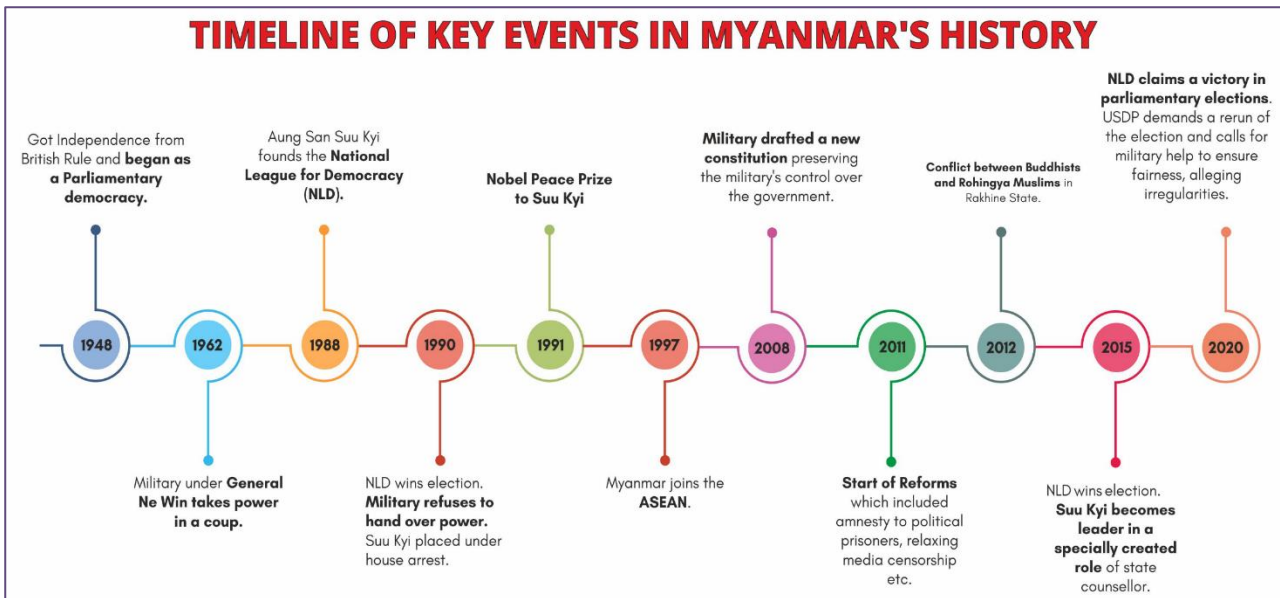 TIMELINE OF KEY EVENTS IN MYANMAR'S HISTORY
Got Independence from
British Rule and began as
a Parliamentary
democracy.
1948
Military under General
Ne Win takes power
in a coup.
1962
Aung San Suu Kyi
founds the National
League for Democracy
(NLD).
1988
NLD wins election.
Military refuses to
hand over power.
Suu Kyi placed under
house arrest.
1990
Nobel Peace Prize
to Suu Kyi
1991
Myanmar joins the
ASEAN.
1997
Military drafted a new
constitution preserving
the military's control over
the government.
2008
Start of Reforms
which included
amnesty to political
prisoners, relaxing
media censorship
etc.
2011
Conflict between Buddhists
and Rohingya Muslims in
Rakhine State.
2012
NLD wins election.
Suu Kyi becomes
leader in a
specially created
role of state
counsellor.
2015
NLD claims a victory in
parliamentary elections.
USDP demands a rerun of
the election and calls for
military help to ensure
fairness, alleging
irregularities.
2020